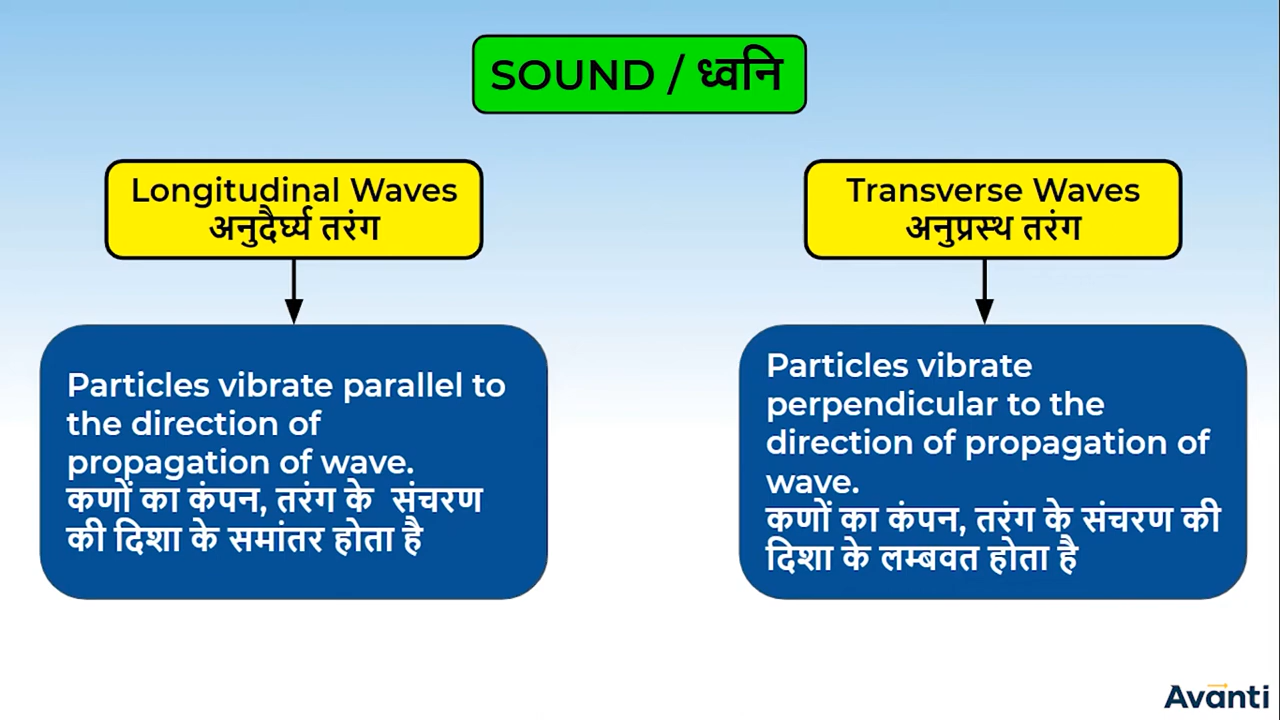 SOUND / ध्वनि
Longitudinal Waves
अनुदैर्घ्य तरंग
Transverse Waves
अनुप्रस्थ तरंग
Particles vibrate parallel to
the direction of
propagation of wave.
कणों का कंपन, तरंग के संचरण
की दिशा के समांतर होता है
Particles vibrate
perpendicular to the
direction of propagation of
wave.
कणों का कंपन, तरंग के संचरण की
दिशा के लम्बवत होता है
Avanti